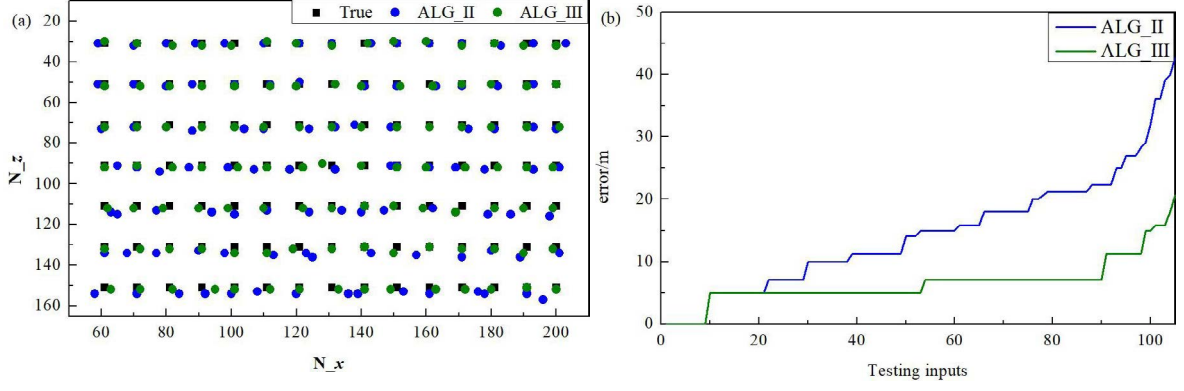 (a)
True ALG_II ALG_III
20
40
60
80
100
120
140
160
N_z
60 80 100 120 140 160 180 200
N_x
(b)
ALG_II
ALG_III
50
40
30
20
10
0
error/m
0 20 40 60 80 100
Testing inputs